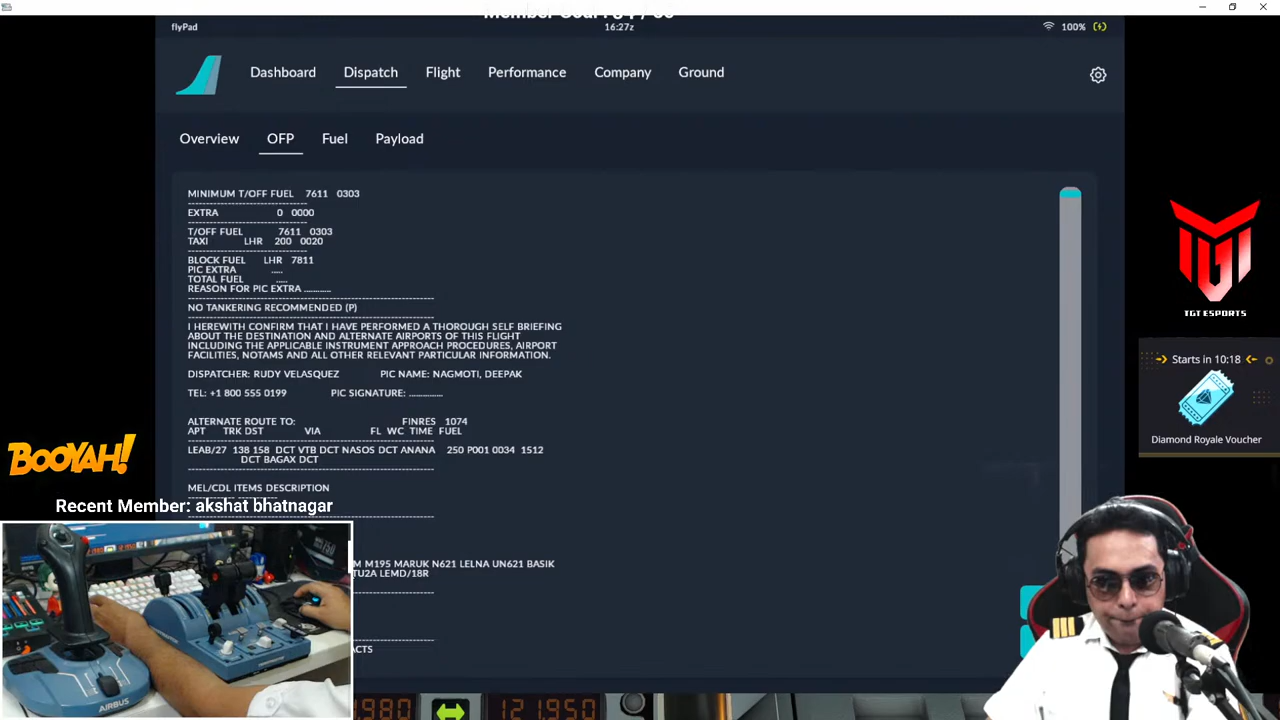 flyPad
16:27z
100%
Dashboard Dispatch Flight Performance Company Ground
Overview OFP Fuel Payload
MINIMUM T/OFF FUEL 7611 0303
EXTRA 0 0000
T/OFF FUEL 7611 0303
TAXI LHR 200 0020
BLOCK FUEL LHR 7811
PIC EXTRA .....
TOTAL FUEL .....
REASON FOR PIC EXTRA ............
NO TANKERING RECOMMENDED (P)
I HEREWITH CONFIRM THAT I HAVE PERFORMED A THOROUGH SELF BRIEFING
ABOUT THE DESTINATION AND ALTERNATE AIRPORTS OF THIS FLIGHT
INCLUDING THE APPLICABLE INSTRUMENT APPROACH PROCEDURES, AIRPORT
FACILITIES, NOTAMS AND ALL OTHER RELEVANT PARTICULAR INFORMATION.
DISPATCHER: RUDY VELASQUEZ PIC NAME: NAGMOTI, DEEPAK
TEL: +1 800 555 0199 PIC SIGNATURE: ...............
ALTERNATE ROUTE TO: FINRES 1074
APT TRK DST VIA FL WC TIME FUEL
LEAB/27 138 158 DCT VTB DCT NASOS DCT ANANA 250 P001 0034 1512
DCT BAGAX DCT
MEL/CDL ITEMS DESCRIPTION
M M195 MARUK N621 LELNA UN621 BASIK
TU2A LEMD/18R
ACTS
TGT ESPORTS
Starts in 10:18
Diamond Royale Voucher
BOOYAH!
Recent Member: akshat bhatnagar
AIRBUS
.980 121.950